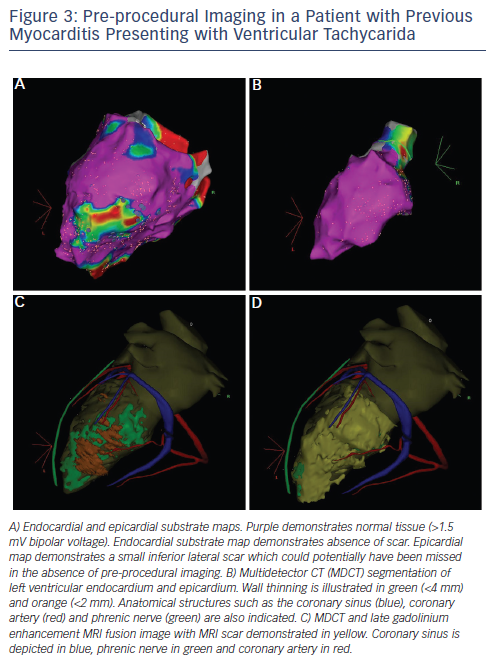 Figure 3: Pre-procedural Imaging in a Patient with Previous
Myocarditis Presenting with Ventricular Tachycarida
A
B
C
D
A) Endocardial and epicardial substrate maps. Purple demonstrates normal tissue (>1.5
mV bipolar voltage). Endocardial substrate map demonstrates absence of scar. Epicardial
map demonstrates a small inferior lateral scar which could potentially have been missed
in the absence of pre-procedural imaging. B) Multidetector CT (MDCT) segmentation of
left ventricular endocardium and epicardium. Wall thinning is illustrated in green (<4 mm)
and orange (<2 mm). Anatomical structures such as the coronary sinus (blue), coronary
artery (red) and phrenic nerve (green) are also indicated. C) MDCT and late gadolinium
enhancement MRI fusion image with MRI scar demonstrated in yellow. Coronary sinus is
depicted in blue, phrenic nerve in green and coronary artery in red.